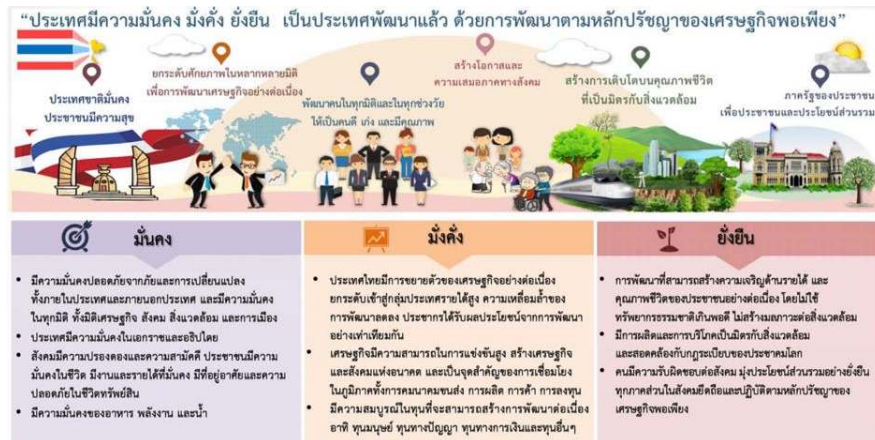 “ประเทศมีความมั่นคง มั่งคั่ง ยั่งยืน เป็นประเทศพัฒนาแล้ว ด้วยการพัฒนาตามหลักปรัชญาของเศรษฐกิจพอเพียง”
ประเทศชาติมั่นคง
ประชาชนมีความสุข
ยกระดับศักยภาพในหลากหลายมิติ
เพื่อการพัฒนาเศรษฐกิจอย่างต่อเนื่อง
พัฒนาคนในทุกมิติและในทุกช่วงวัย
ให้เป็นคนดี เก่ง และมีคุณภาพ
สร้างโอกาสและ
ความเสมอภาคทางสังคม
สร้างการเติบโตบนคุณภาพชีวิต
ที่เป็นมิตรกับสิ่งแวดล้อม
ภาครัฐของประชาชน
เพื่อประชาชนและประโยชน์ส่วนรวม
มั่นคง
• มีความมั่นคงปลอดภัยจากภัยและการเปลี่ยนแปลง
ทั้งภายในประเทศและภายนอกประเทศ และมีความมั่นคง
ในทุกมิติ ทั้งมิติเศรษฐกิจ สังคม สิ่งแวดล้อม และการเมือง
• ประเทศมีความมั่นคงในเอกราชและอธิปไตย
• สังคมมีความปรองดองและความสามัคคี ประชาชนมีความ
มั่นคงในชีวิต มีงานและรายได้ที่มั่นคง มีที่อยู่อาศัยและความ
ปลอดภัยในชีวิตทรัพย์สิน
• มีความมั่นคงของอาหาร พลังงาน และน้ำ
มั่งคั่ง
• ประเทศไทยมีการขยายตัวของเศรษฐกิจอย่างต่อเนื่อง
ยกระดับเข้าสู่กลุ่มประเทศรายได้สูง ความเหลื่อมล้ำของ
การพัฒนาลดลง ประชากรได้รับผลประโยชน์จากการพัฒนา
อย่างเท่าเทียมกัน
• เศรษฐกิจมีความสามารถในการแข่งขันสูง สร้างเศรษฐกิจ
และสังคมแห่งอนาคต และเป็นจุดสำคัญของการเชื่อมโยง
ในภูมิภาคทั้งการคมนาคมขนส่ง การผลิต การค้า การลงทุน
• มีความสมบูรณ์ในทุนที่จะสามารถสร้างการพัฒนาต่อเนื่อง
อาทิ ทุนมนุษย์ ทุนทางปัญญา ทุนทางการเงินและทุนอื่นๆ
ยั่งยืน
• การพัฒนาที่สามารถสร้างความเจริญด้านรายได้ และ
คุณภาพชีวิตของประชาชนอย่างต่อเนื่อง โดยไม่ใช้
ทรัพยากรธรรมชาติเกินพอดี ไม่สร้างมลภาวะต่อสิ่งแวดล้อม
• มีการผลิตและการบริโภคเป็นมิตรกับสิ่งแวดล้อม
และสอดคล้องกับกฎระเบียบของประชาคมโลก
• คนมีความรับผิดชอบต่อสังคม มุ่งประโยชน์ส่วนรวมอย่างยั่งยืน
ทุกภาคส่วนในสังคมยึดถือและปฏิบัติตามหลักปรัชญาของ
เศรษฐกิจพอเพียง